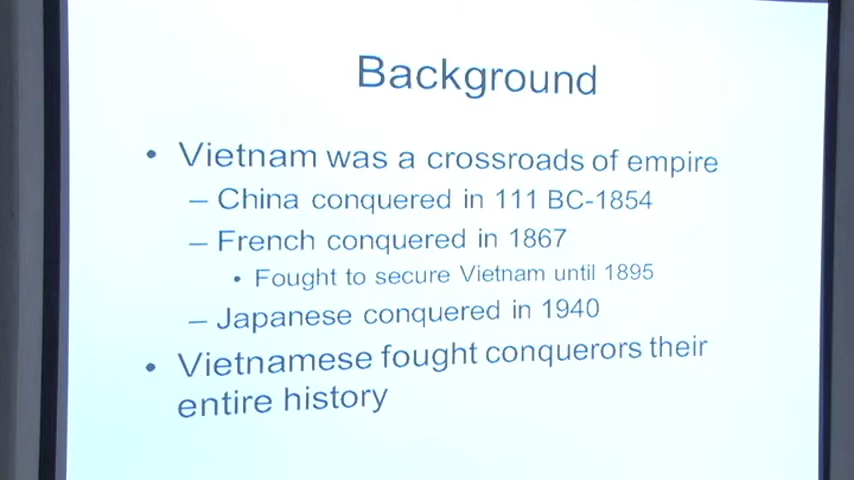 Background
• Vietnam was a crossroads of empire
– China conquered in 111 BC-1854
– French conquered in 1867
• Fought to secure Vietnam until 1895
– Japanese conquered in 1940
• Vietnamese fought conquerors their
entire history